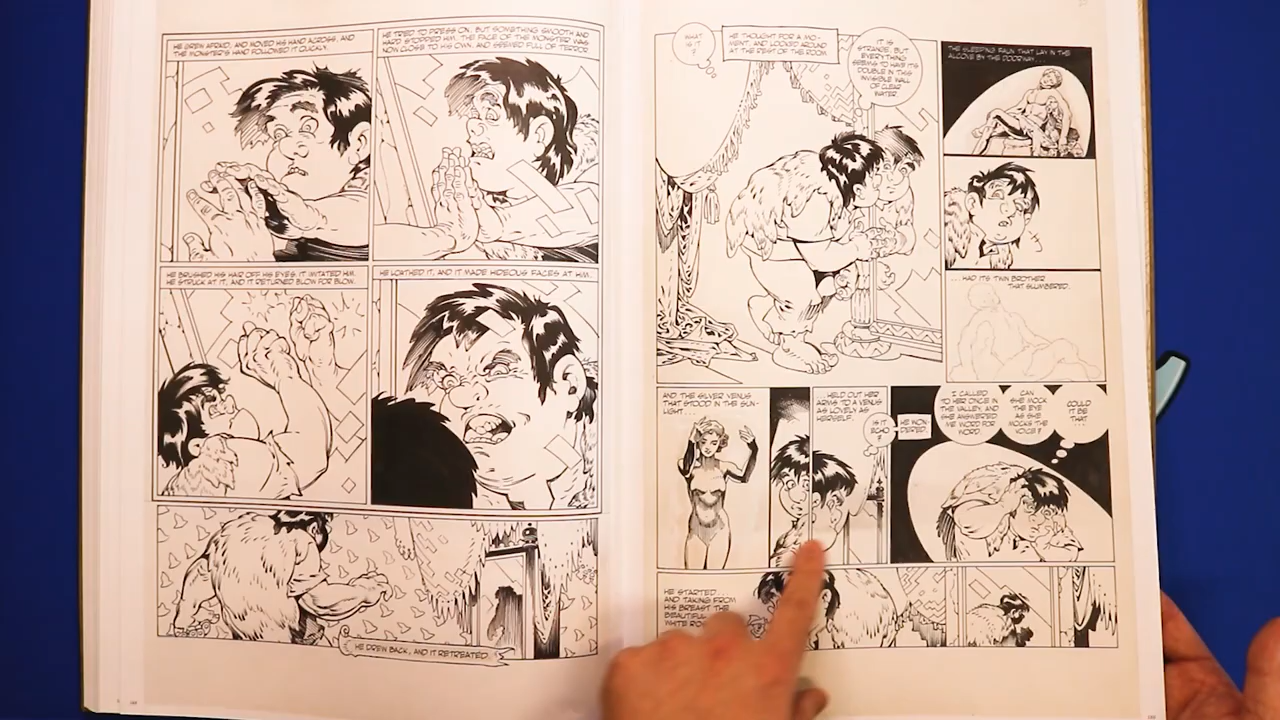 HE GREW AFRAID, AND MOVED HIS HAND ACROSS, AND
THE MONSTER'S HAND FOLLOWED IT QUICKLY.
HE TRIED TO PRESS ON, BUT SOMETHING SMOOTH AND
HARD STOPPED HIM. THE FACE OF THE MONSTER WAS
NOW CLOSE TO HIS OWN, AND SEEMED FULL OF TERROR
HE BRUSHED HIS HAIR OFF HIS EYES. IT IMITATED HIM.
HE STRUCK AT IT, AND IT RETURNED BLOW FOR BLOW.
HE LOATHED IT, AND IT MADE HIDEOUS FACES AT HIM.
HE DREW BACK, AND IT RETREATED.
WHAT
IS IT
?
HE THOUGHT FOR A MO-
MENT, AND LOOKED AROUND
AT THE REST OF THE ROOM.
IT IS
STRANGE, BUT
EVERYTHING
SEEMS TO HAVE ITS
DOUBLE IN THIS
INVISIBLE WALL
OF CLEAR
WATER.
THE SLEEPING FAUN THAT LAY IN THE
ALCOVE BY THE DOORWAY...
...HAD ITS TWIN BROTHER
THAT SLUMBERED.
AND THE SILVER VENUS
THAT STOOD IN THE SUN-
LIGHT...
HELD OUT HER
ARMS TO A VENUS
AS LOVELY AS
HERSELF.
IS IT
ECHO
?
HE WON-
DERED.
I CALLED
TO HER ONCE IN
THE VALLEY, AND
SHE ANSWERED
ME WORD FOR
WORD.
CAN
SHE MOCK
THE EYE
AS SHE
MOCKS THE
VOICE?
COULD
IT BE
THAT
...
HE STARTED...
AND TAKING FROM
HIS BREAST THE
BEAUTIFUL
WHITE